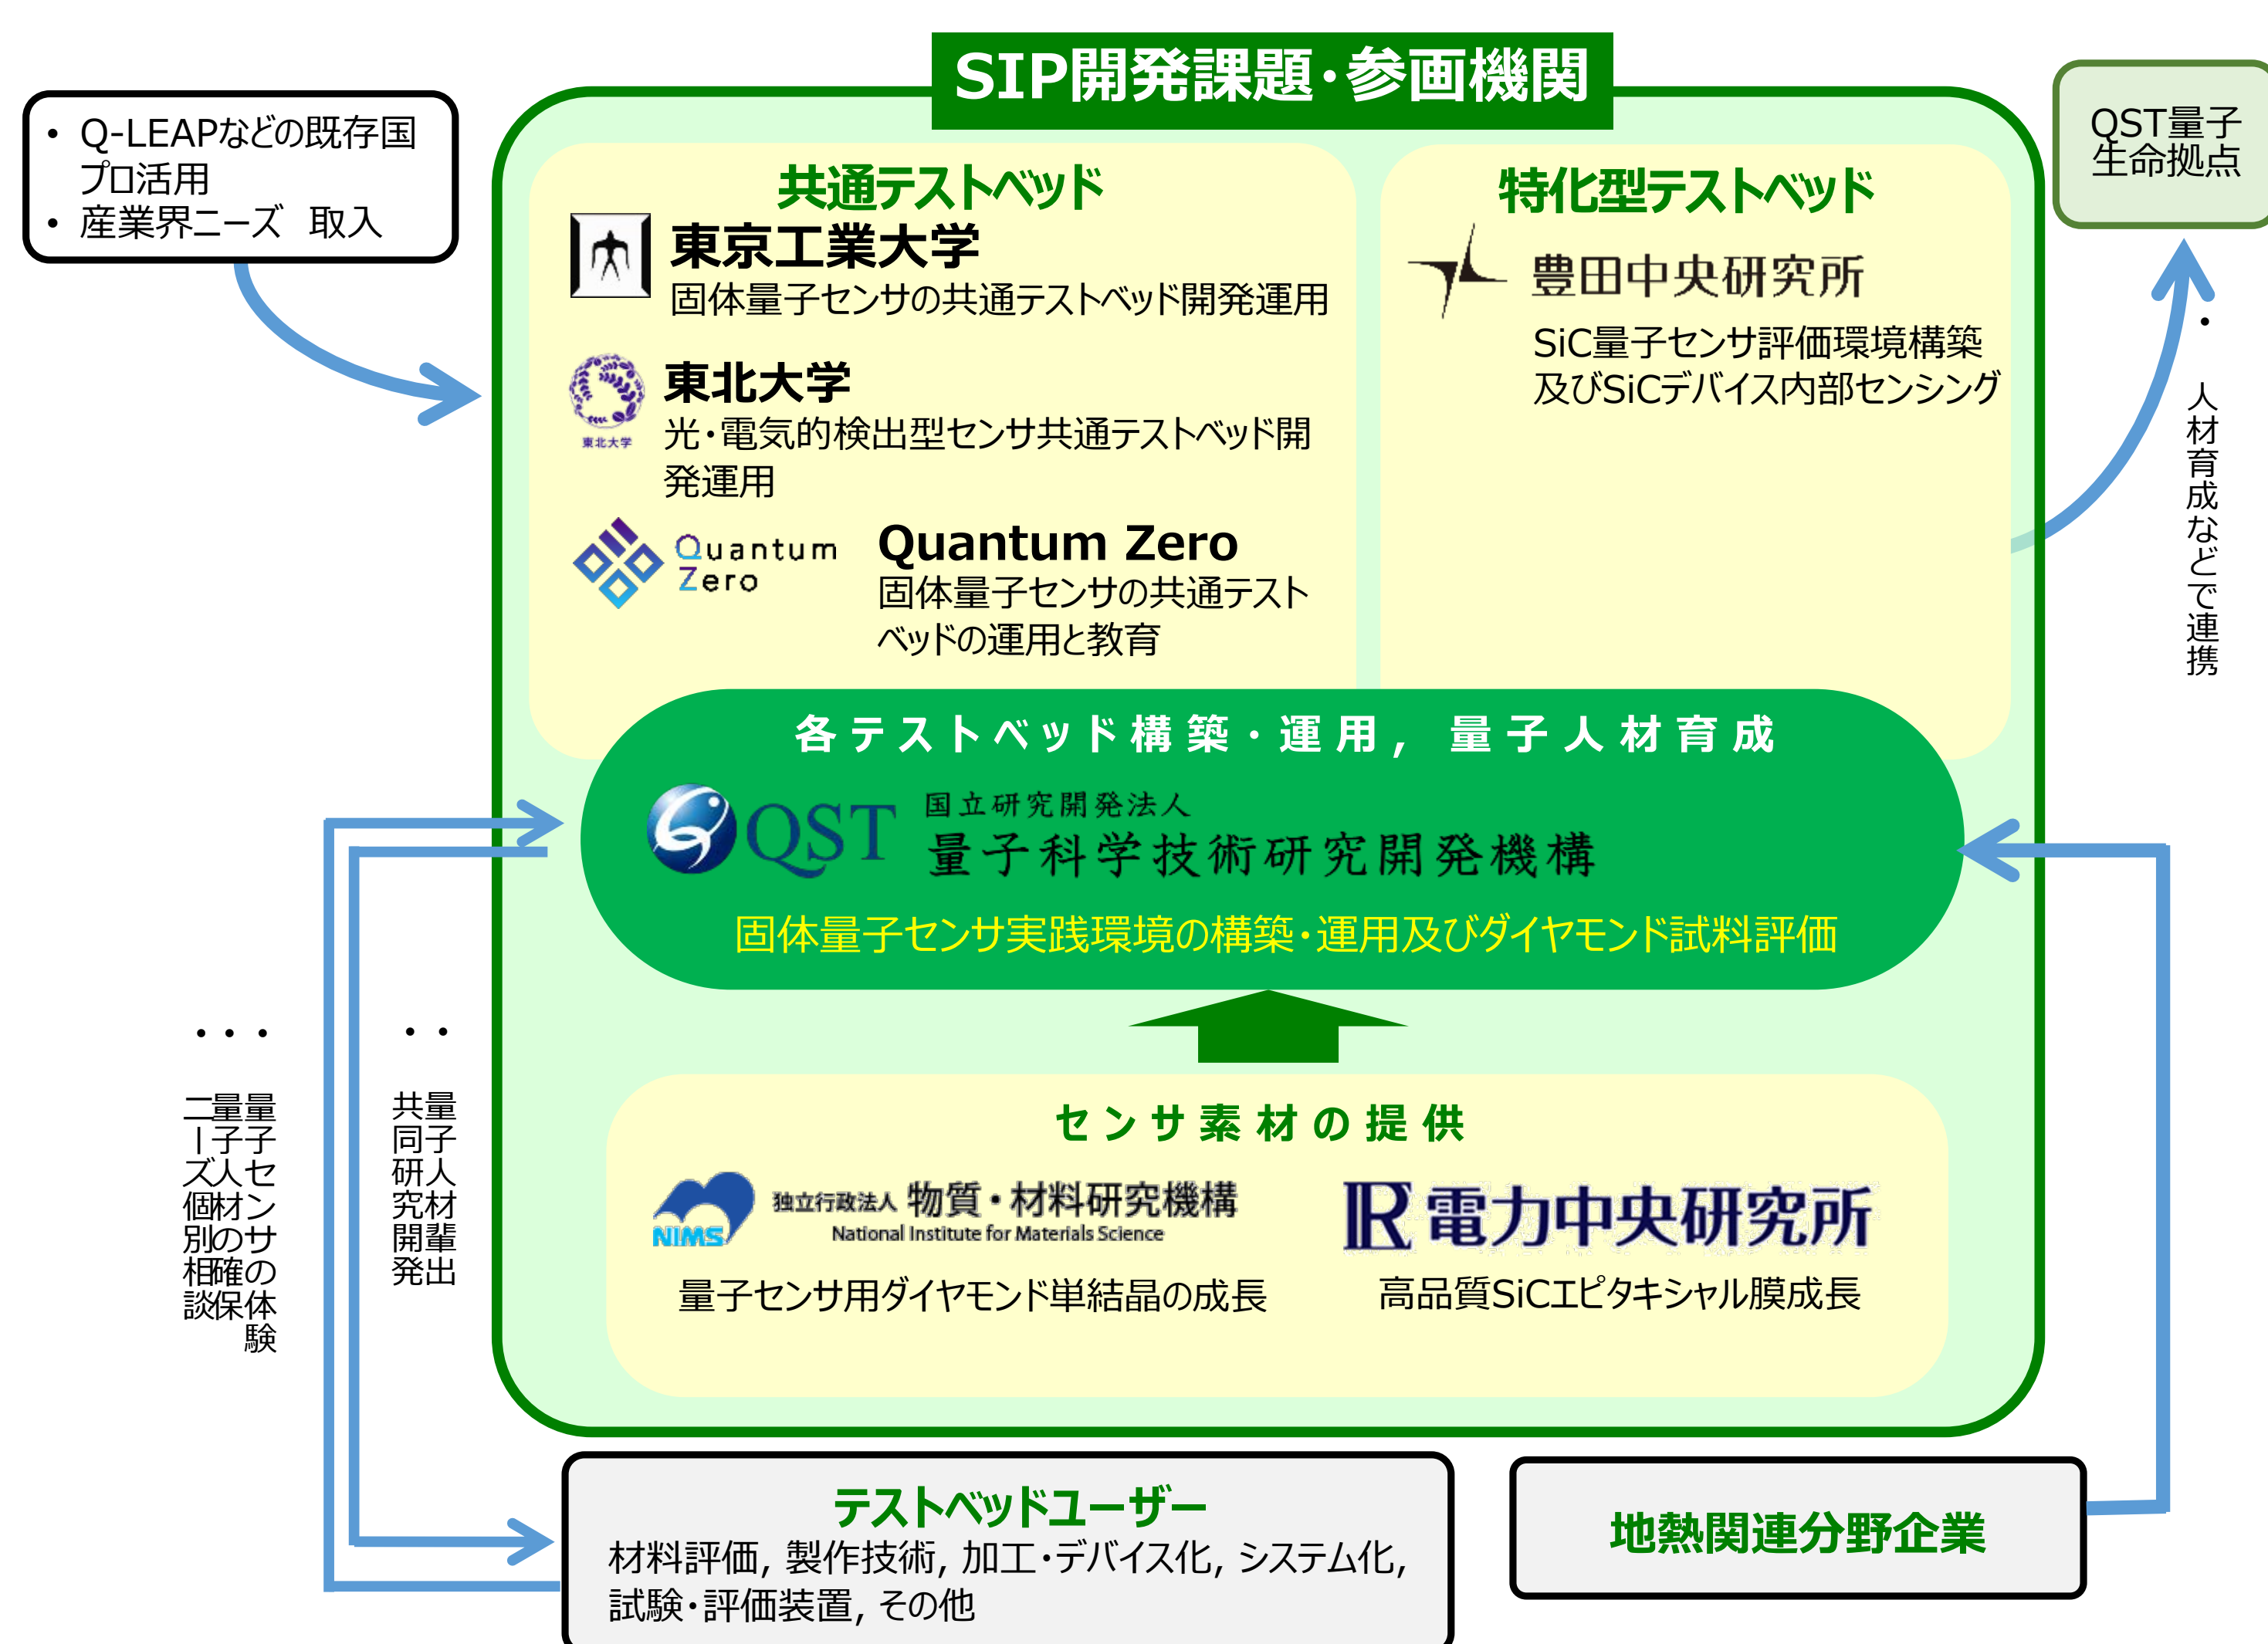 SIP開発課題・参画機関
・ Q-LEAPなどの既存国
プロ活用
・ 産業界ニーズ 取入
QST量子
生命拠点
共通テストベッド
東京工業大学
固体量子センサの共通テストベッド開発運用
東北大学
東北大学
光・電気的検出型センサ共通テストベッド開
発運用
Quantum
Zero
Quantum Zero
固体量子センサの共通テスト
ベッドの運用と教育
特化型テストベッド
豊田中央研究所
SiC量子センサ評価環境構築
及びSiCデバイス内部センシング
・ 人材育成などで連携
各テストベッド構築・運用, 量子人材育成
QST
国立研究開発法人
量子科学技術研究開発機構
固体量子センサ実践環境の構築・運用及びダイヤモンド試料評価
・ 量子センサの体験
・ 量子人材の確保
・ ニーズ個別相談
・ 量子人材輩出
・ 共同研究開発
センサ素材の提供
NIMS
独立行政法人 物質・材料研究機構
National Institute for Materials Science
量子センサ用ダイヤモンド単結晶の成長
R 電力中央研究所
高品質SiCエピタキシャル膜成長
テストベッドユーザー
材料評価, 製作技術, 加工・デバイス化, システム化,
試験・評価装置, その他
地熱関連分野企業